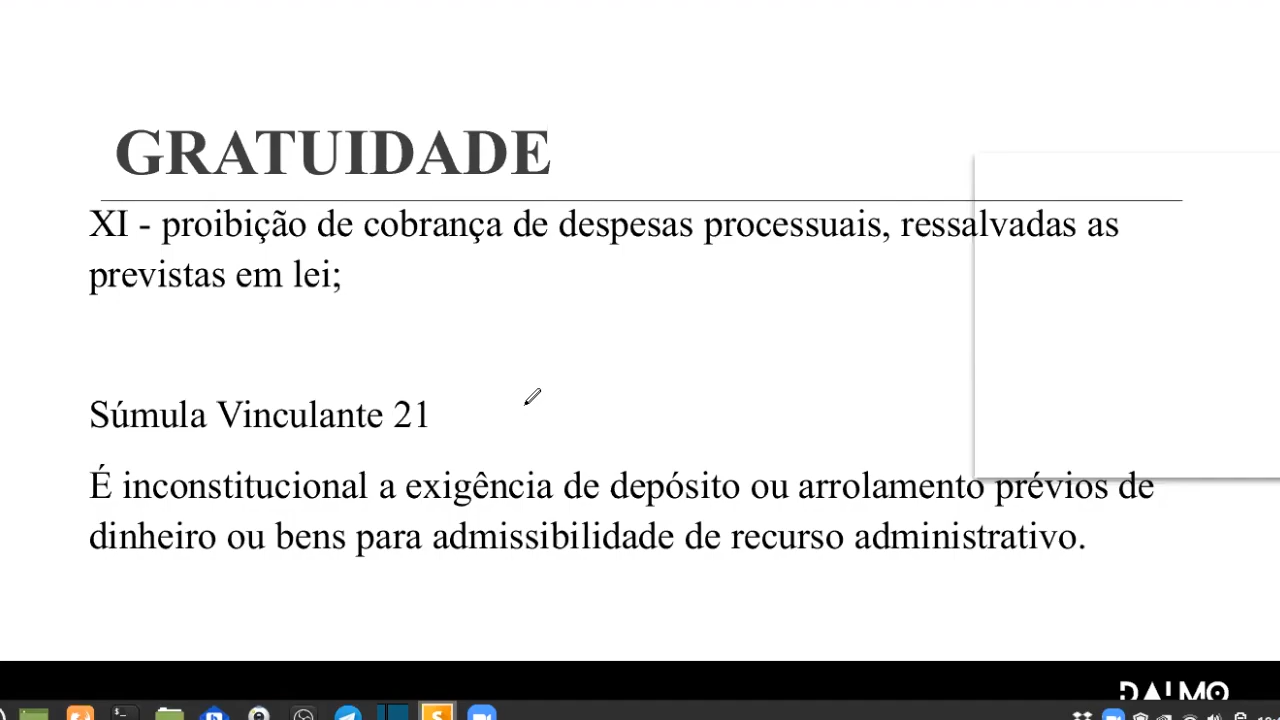 GRATUIDADE
XI - proibição de cobrança de despesas processuais, ressalvadas as
previstas em lei;
Súmula Vinculante 21
É inconstitucional a exigência de depósito ou arrolamento prévios de
dinheiro ou bens para admissibilidade de recurso administrativo.
DALMO